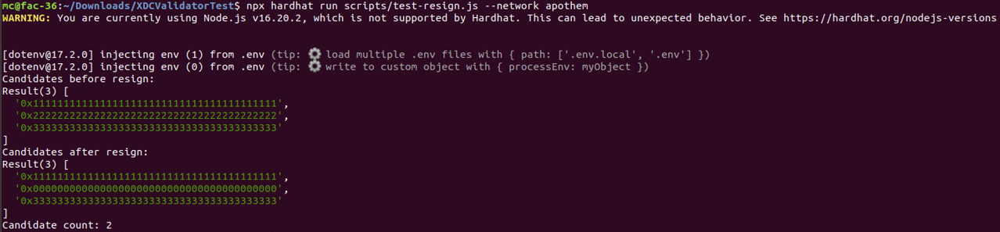 mc@fac-36:~/Downloads/XDCValidatorTest$ npx hardhat run scripts/test-resign.js --network apothem
WARNING: You are currently using Node.js v16.20.2, which is not supported by Hardhat. This can lead to unexpected behavior. See https://hardhat.org/nodejs-versions
[dotenv@17.2.0] injecting env (1) from .env (tip: ⚙️ load multiple .env files with { path: ['.env.local', '.env'] })
[dotenv@17.2.0] injecting env (0) from .env (tip: ⚙️ write to custom object with { processEnv: myObject })
Candidates before resign:
Result(3) [
  '0x1111111111111111111111111111111111111111',
  '0x2222222222222222222222222222222222222222',
  '0x3333333333333333333333333333333333333333'
]
Candidates after resign:
Result(3) [
  '0x1111111111111111111111111111111111111111',
  '0x0000000000000000000000000000000000000000',
  '0x3333333333333333333333333333333333333333'
]
Candidate count: 2